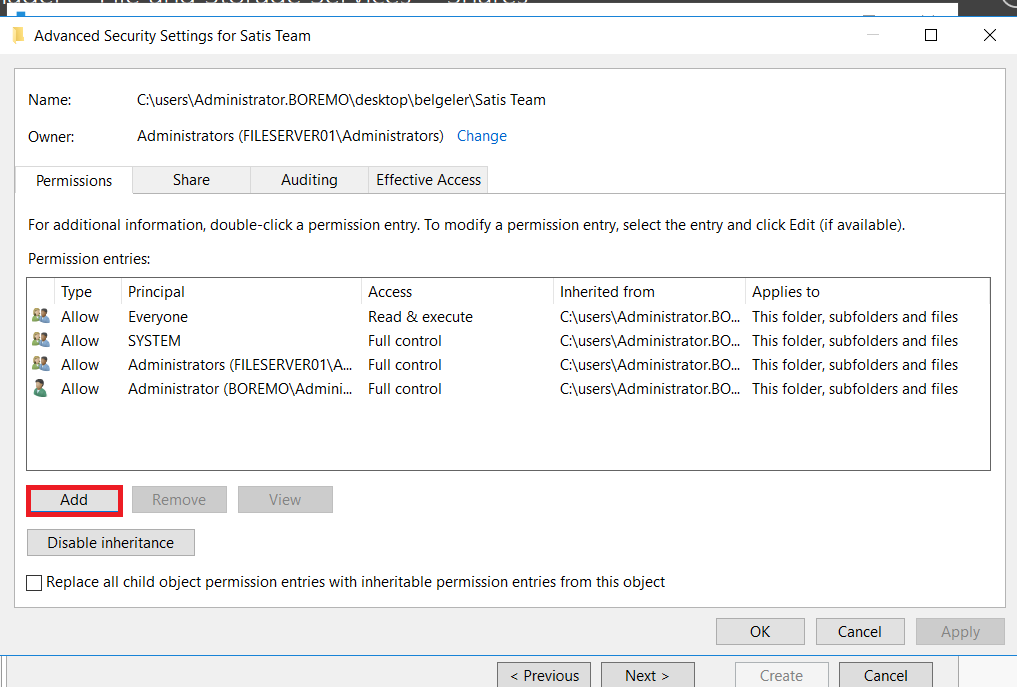 Advanced Security Settings for Satis Team
Name: C:\users\Administrator.BOREMO\desktop\belgeler\Satis Team
Owner: Administrators (FILESERVER01\Administrators) Change
Permissions Share Auditing Effective Access
For additional information, double-click a permission entry. To modify a permission entry, select the entry and click Edit (if available).
Permission entries:
Type Principal Access Inherited from Applies to
Allow Everyone Read & execute C:\users\Administrator.BO... This folder, subfolders and files
Allow SYSTEM Full control C:\users\Administrator.BO... This folder, subfolders and files
Allow Administrators (FILESERVER01\A... Full control C:\users\Administrator.BO... This folder, subfolders and files
Allow Administrator (BOREMO\Admini... Full control C:\users\Administrator.BO... This folder, subfolders and files
Add Remove View
Disable inheritance
Replace all child object permission entries with inheritable permission entries from this object
OK Cancel Apply
< Previous Next > Create Cancel